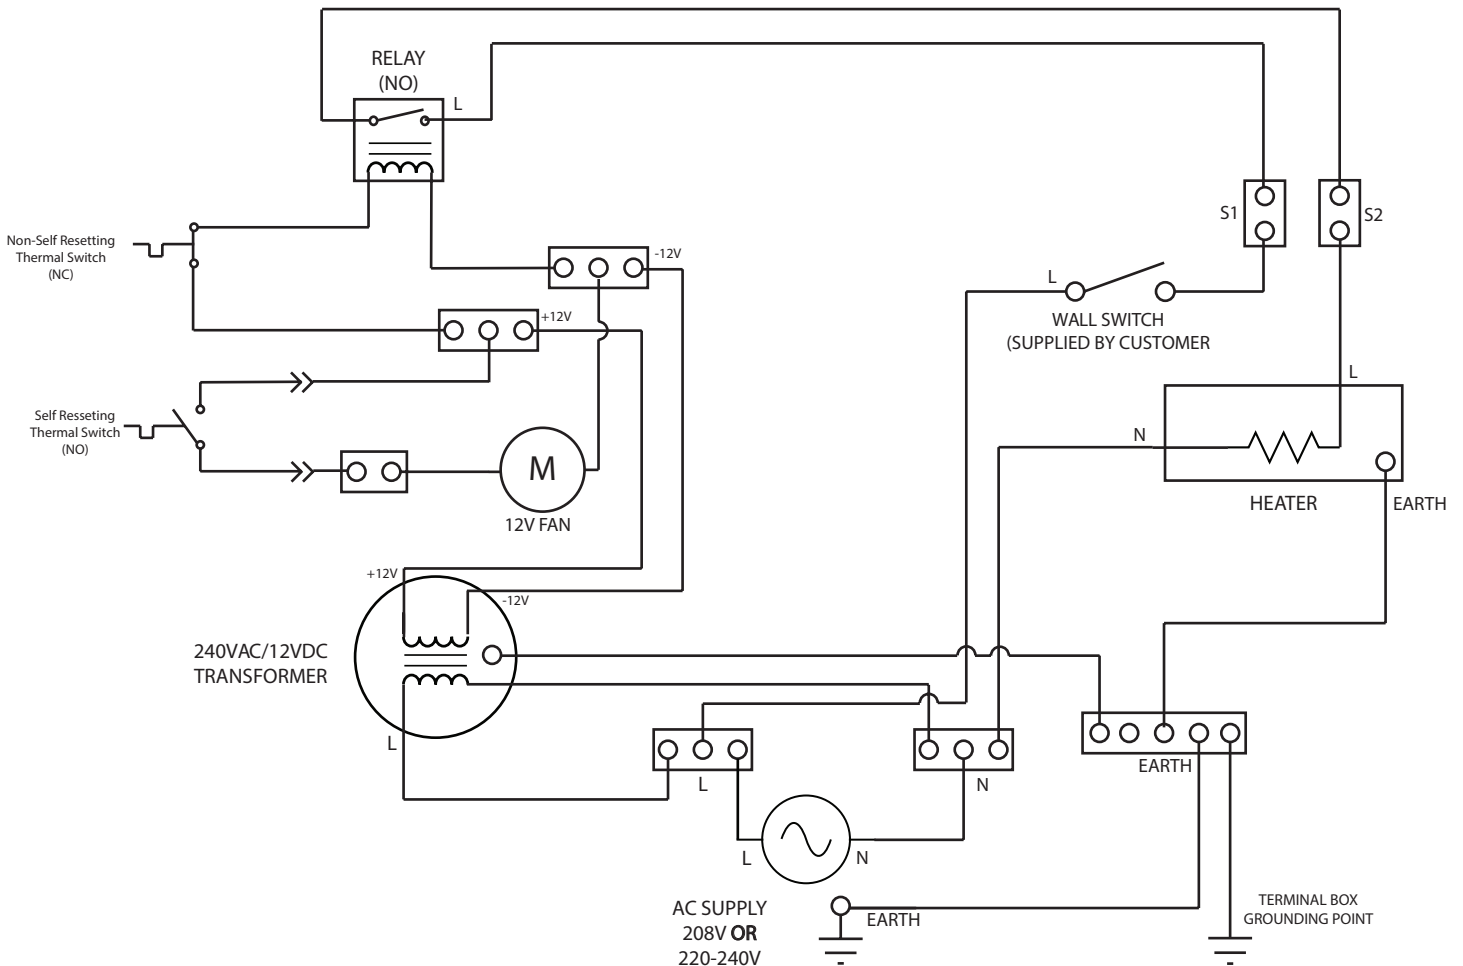 RELAY
(NO)
L
Non-Self Resetting
Thermal Switch
(NC)
-12V
+12V
S1
S2
L
WALL SWITCH
(SUPPLIED BY CUSTOMER
L
N
HEATER
EARTH
Self Resseting
Thermal Switch
(NO)
M
12V FAN
+12V
-12V
240VAC/12VDC
TRANSFORMER
L
L
N
EARTH
L
N
AC SUPPLY
208V OR
220-240V
EARTH
TERMINAL BOX
GROUNDING POINT